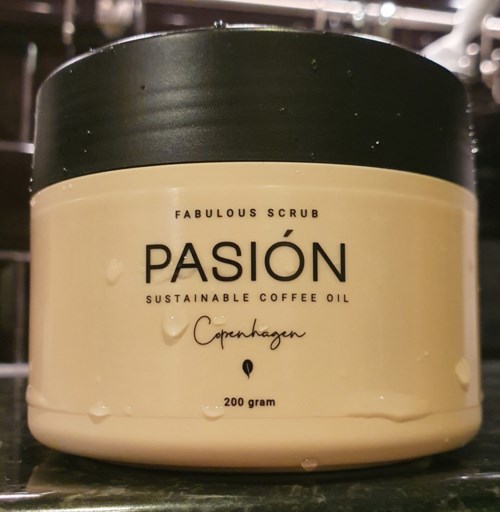 FABULOUS SCRUB
PASIÓN
SUSTAINABLE COFFEE OIL
Copenhagen
200 gram